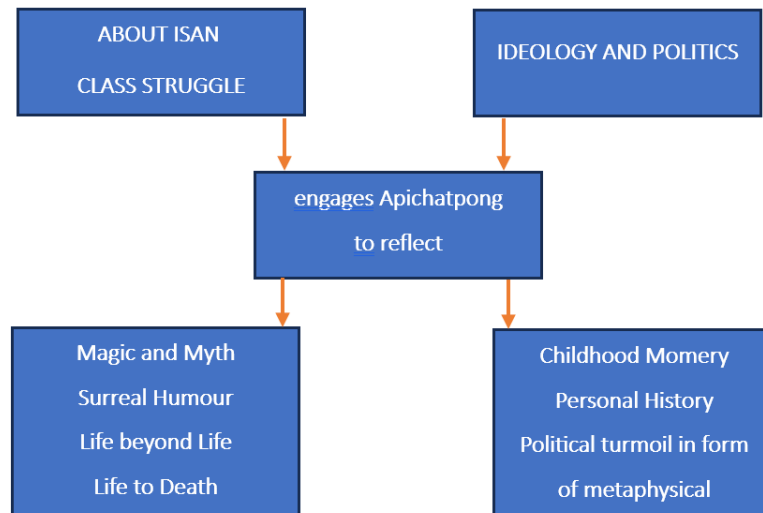 ABOUT ISAN
CLASS STRUGGLE
IDEOLOGY AND POLITICS
engages Apichatpong
to reflect
Magic and Myth
Surreal Humour
Life beyond Life
Life to Death
Childhood Momery
Personal History
Political turmoil in form
of metaphysical